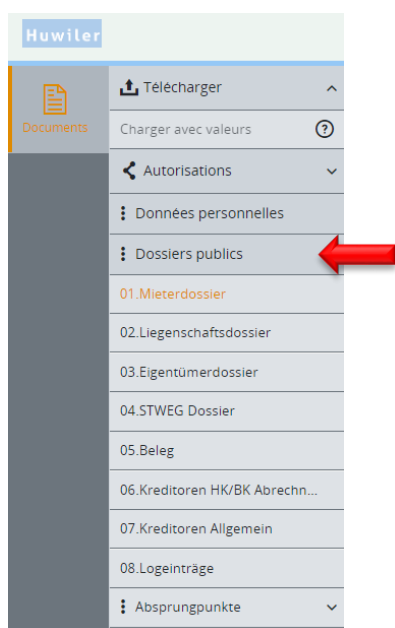 Huwiler
Télécharger
Documents
Charger avec valeurs
Autorisations
Données personnelles
Dossiers publics
01.Mieterdossier
02.Liegenschaftsdossier
03.Eigentümerdossier
04.STWEG Dossier
05.Beleg
06.Kreditoren HK/BK Abrechn...
07.Kreditoren Allgemein
08.Logeinträge
Absprungpunkte